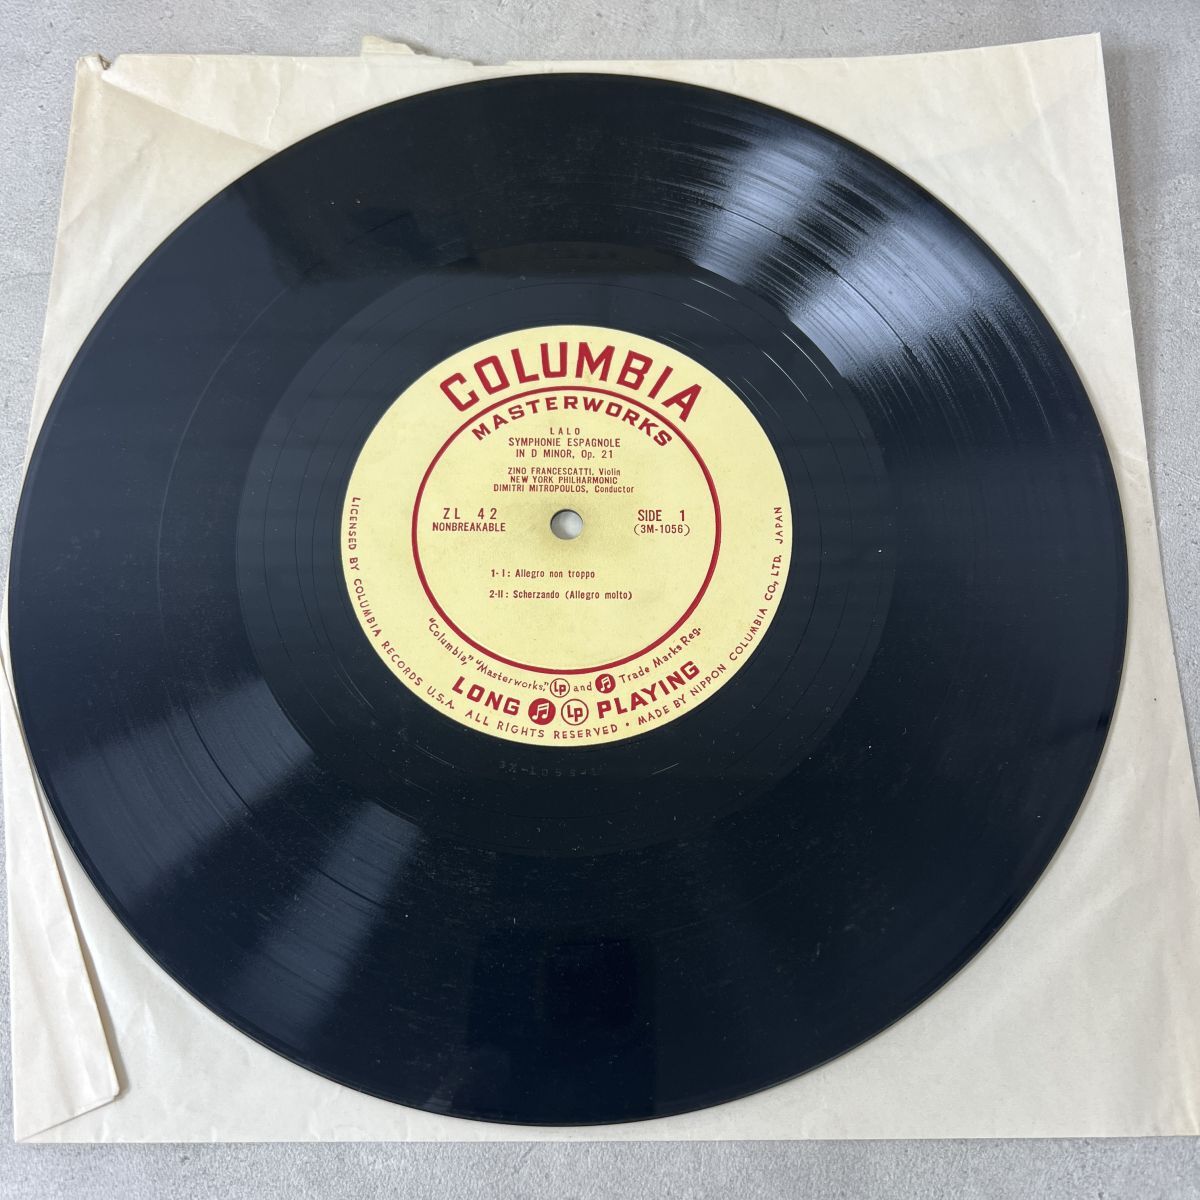 COLUMBIA
MASTERWORKS
LALO
SYMPHONIE ESPAGNOLE
IN D MINOR, Op. 21
ZINO FRANCESCATTI, Violin
NEW YORK PHILHARMONIC
DIMITRI MITROPOULOS, Conductor
ZL 42
NONBREAKABLE
SIDE 1
(3M-1056)
1-I: Allegro non troppo
2-II: Scherzando (Allegro molto)
"Columbia," "Masterworks," Lp and Trade Marks Reg.
LONG Lp PLAYING
LICENSED BY COLUMBIA RECORDS U.S.A. ALL RIGHTS RESERVED • MADE BY NIPPON COLUMBIA CO., LTD. JAPAN